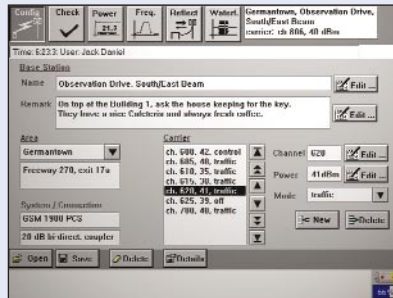 Config Check Power Freq. Reflect Waterf.
Germantown, Observation Drive,
South/East Beam
carrier: ch 806, 40 dBm
Time: 6:23:3: User: Jack Daniel
Base Station
Name Observation Drive. South/East Beam Edit ...
Remark On top of the Building 1, ask the house keeping for the key.
They have a nice Cafeteria and always fresh coffee.
Edit ...
Area
Germantown
Freeway 270, exit 17a
System / Connection
GSM 1900 PCS
20 dB bi-direct. coupler
Carrier
ch. 600, 42, control
ch. 605, 40, traffic
ch. 610, 35, traffic
ch. 615, 38, traffic
ch. 620, 41, traffic
ch. 625, 39, off
ch. 700, 40, traffic
Channel 620 Edit ...
Power 41dBm Edit ...
Mode traffic
New Delete
Open Save Delete Details